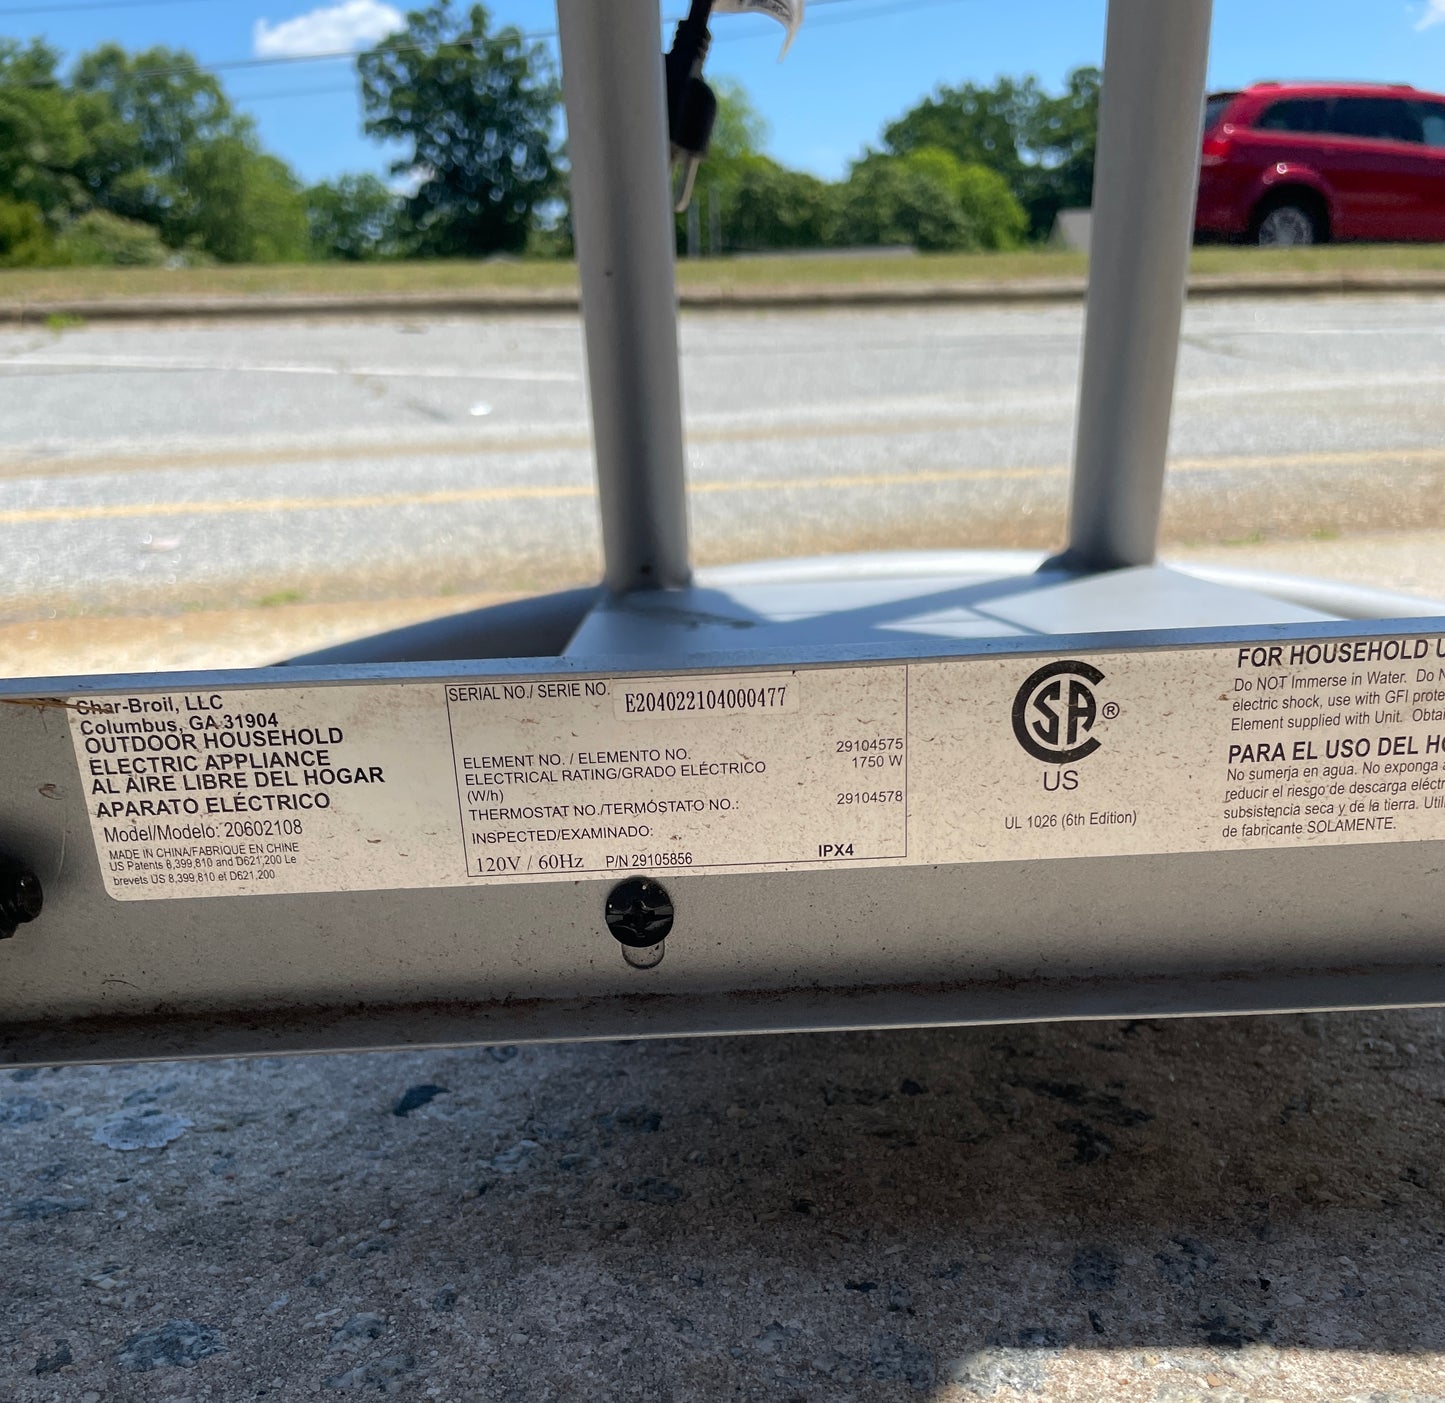 Char-Broil, LLC
Columbus, GA 31904
OUTDOOR HOUSEHOLD
ELECTRIC APPLIANCE
AL AIRE LIBRE DEL HOGAR
APARATO ELÉCTRICO
Model/Modelo: 20602108
MADE IN CHINA/FABRIQUÉ EN CHINE
US Patents 8,399,810 and D621,200 Le
brevets US 8,399,810 et D621,200
SERIAL NO./ SERIE NO. E204022104000477
ELEMENT NO. / ELEMENTO NO. 29104575
ELECTRICAL RATING/GRADO ELÉCTRICO 1750 W
(W/h)
THERMOSTAT NO./TERMÓSTATO NO.: 29104578
INSPECTED/EXAMINADO:
120V / 60Hz P/N 29105856 IPX4
CSA ®
US
UL 1026 (6th Edition)
FOR HOUSEHOLD U
Do NOT Immerse in Water. Do N
electric shock, use with GFI prote
Element supplied with Unit. Obta
PARA EL USO DEL HO
No sumerja en agua. No exponga a
reducir el riesgo de descarga eléctr
subsistencia seca y de la tierra. Util
de fabricante SOLAMENTE.